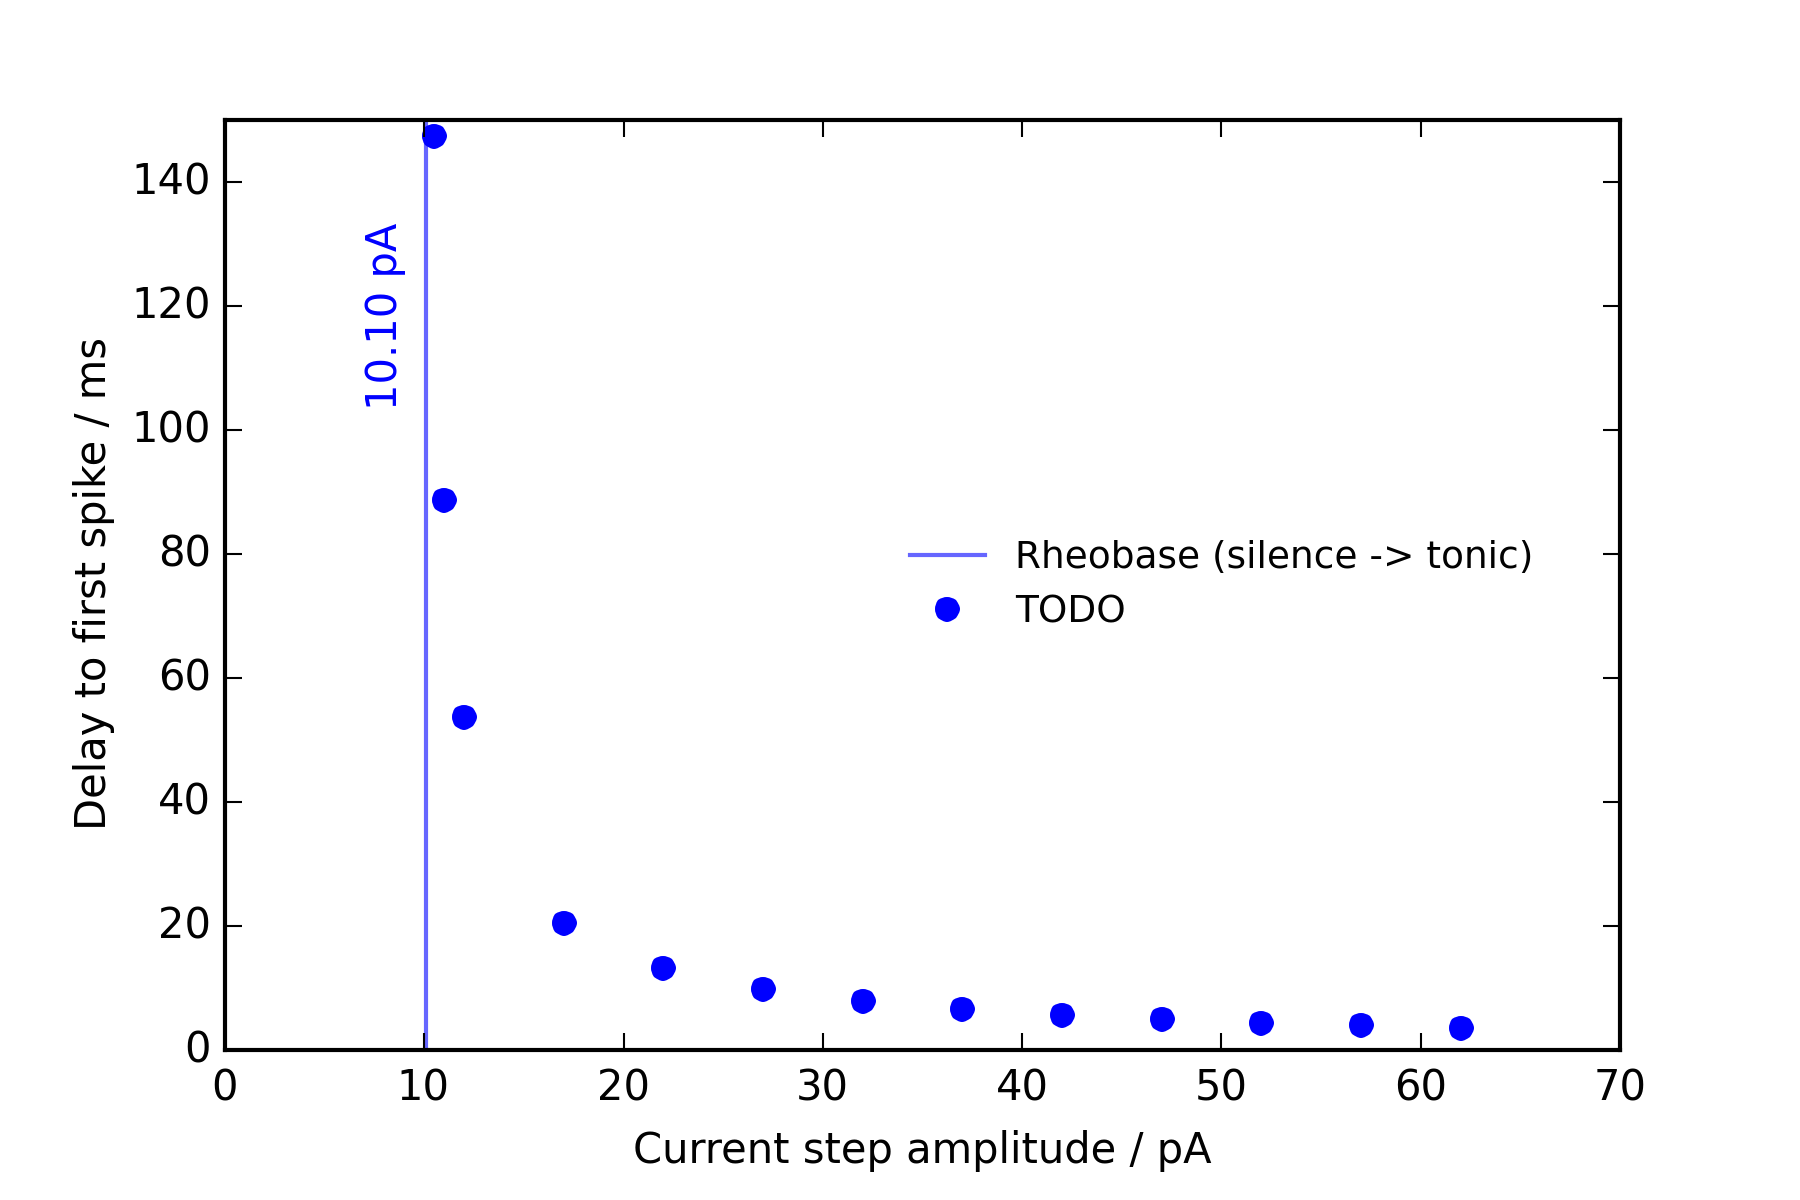 140
120
100
80
60
40
20
0
Delay to first spike / ms
10.10 pA
Rheobase (silence -> tonic)
TODO
0 10 20 30 40 50 60 70
Current step amplitude / pA